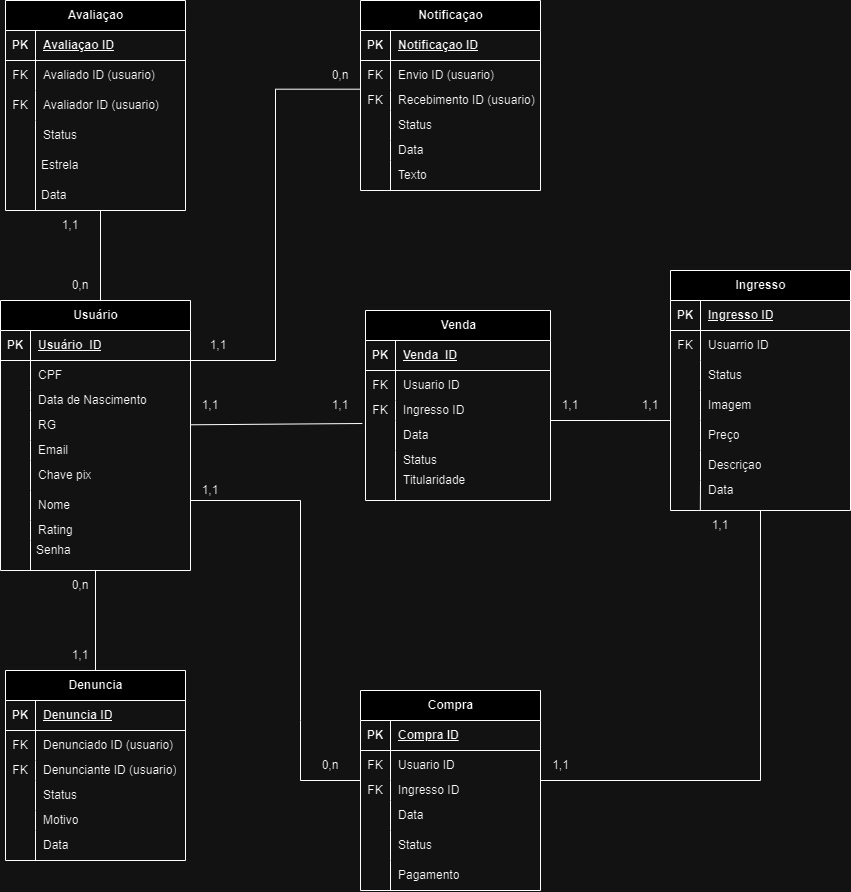 Avaliaçao
PK Avaliaçao ID
FK Avaliado ID (usuario)
FK Avaliador ID (usuario)
Status
Estrela
Data
1,1
0,n
Notificaçao
PK Notificaçao ID
FK Envio ID (usuario)
FK Recebimento ID (usuario)
Status
Data
Texto
0,n
1,1
Usuário
PK Usuário_ID
CPF
Data de Nascimento
RG
Email
Chave pix
Nome
Rating
Senha
1,1
1,1
1,1
Venda
PK Venda_ID
FK Usuario ID
FK Ingresso ID
Data
Status
Titularidade
1,1
1,1
Ingresso
PK Ingresso ID
FK Usuarrio ID
Status
Imagem
Preço
Descriçao
Data
1,1
0,n
1,1
Denuncia
PK Denuncia ID
FK Denunciado ID (usuario)
FK Denunciante ID (usuario)
Status
Motivo
Data
Compra
PK Compra ID
FK Usuario ID
FK Ingresso ID
Data
Status
Pagamento
0,n
1,1